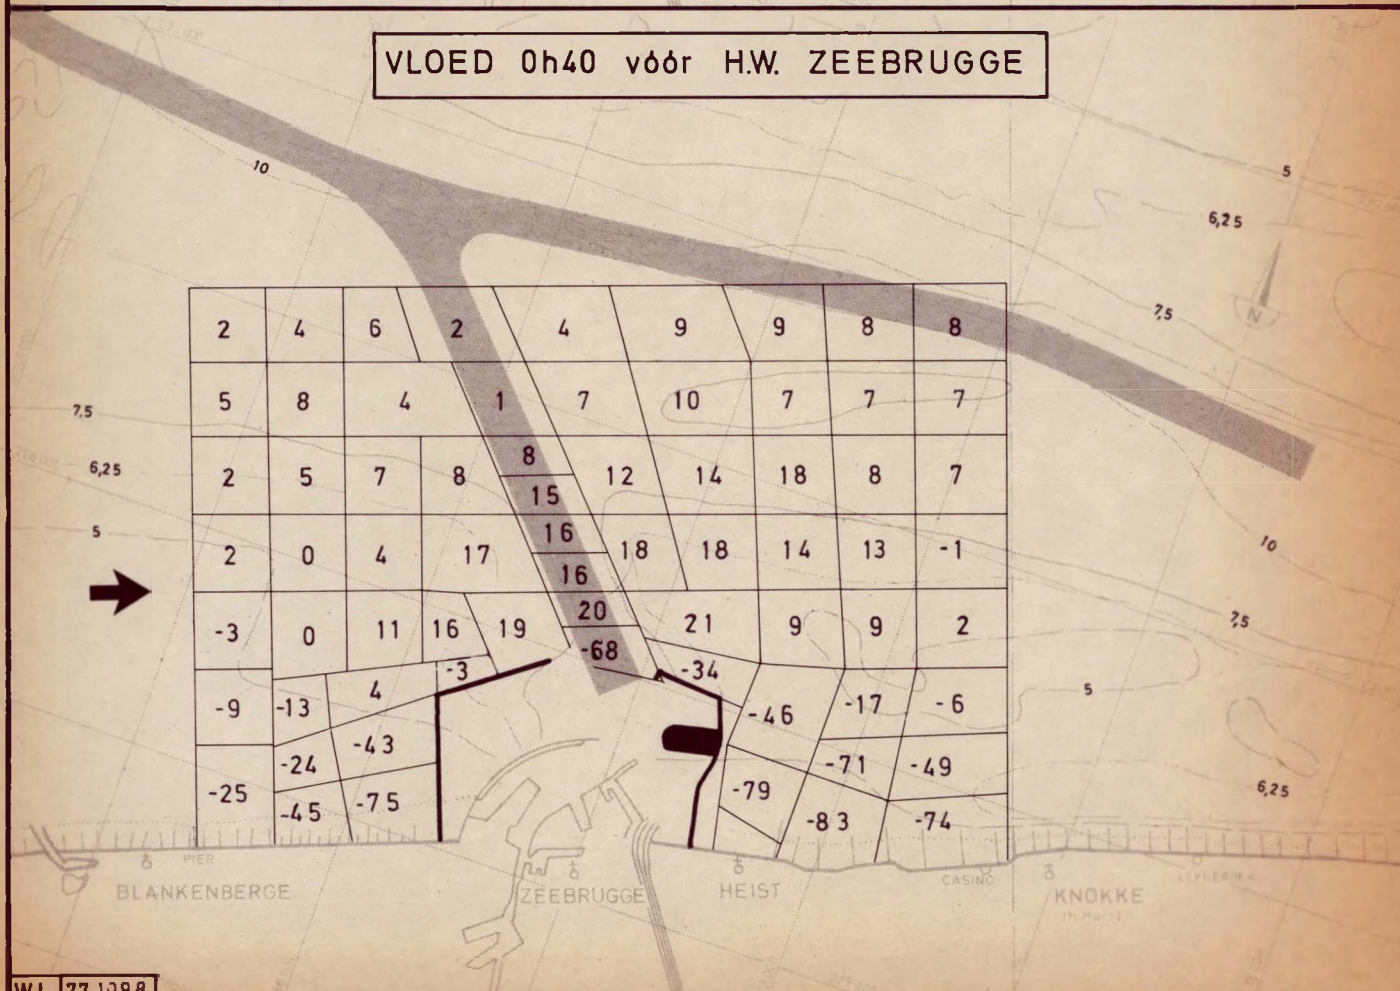 VLOED 0h40 vóór H.W. ZEEBRUGGE
10
5
6,25
7,5
N
2 4 6 2 4 9 9 8 8
7,5
5 8 4 1 7 10 7 7 7
6,25
8
2 5 7 8 12 14 18 8 7
15
5
16
10
2 0 4 17 18 18 14 13 -1
16
20
7,5
-3 0 11 16 19 21 9 9 2
-68
-3 -34
4 5
-9 -13 -46 -17 -6
-43
-24 -71 -49
-25 -79 6,25
-45 -75 -83 -74
PIER
CASINO
BLANKENBERGE ZEEBRUGGE HEIST KNOKKE
W.L. 77.1098